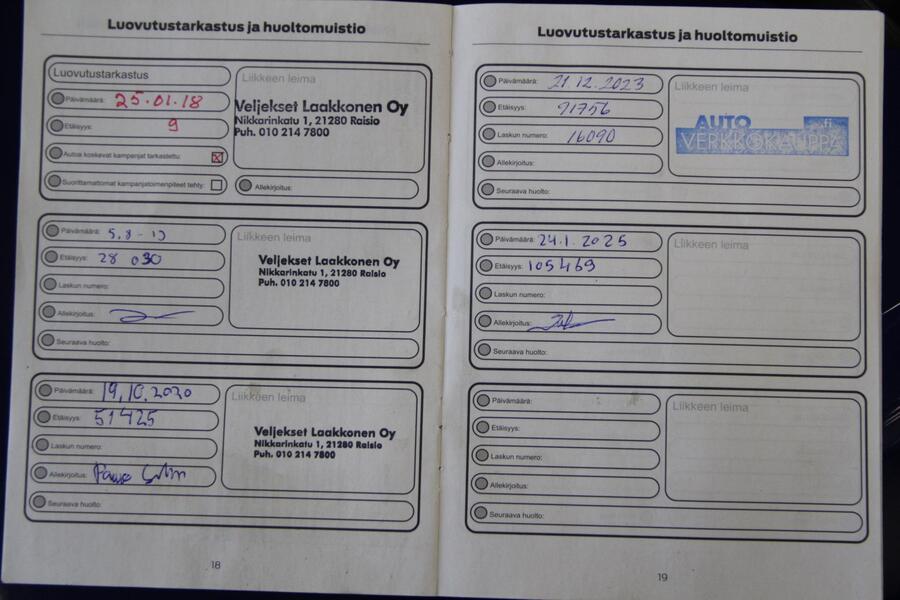 Luovutustarkastus ja huoltomuistio
Luovutustarkastus
Päivämäärä: 25.01.18
Etäisyys: 9
Autoa koskevat kampanjat tarkastettu:
Suorittamattomat kampanjatoimenpiteet tehty:
Liikkeen leima
Veljekset Laakkonen Oy
Nikkarinkatu 1, 21280 Raisio
Puh. 010 214 7800
Allekirjoitus:
Päivämäärä: 5.8-19
Etäisyys: 28 030
Laskun numero:
Allekirjoitus:
Seuraava huolto:
Liikkeen leima
Veljekset Laakkonen Oy
Nikkarinkatu 1, 21280 Raisio
Puh. 010 214 7800
Päivämäärä: 19.10.2020
Etäisyys: 51425
Laskun numero:
Allekirjoitus:
Seuraava huolto:
Liikkeen leima
Veljekset Laakkonen Oy
Nikkarinkatu 1, 21280 Raisio
Puh. 010 214 7800
18
Luovutustarkastus ja huoltomuistio
Päivämäärä: 21.12.2023
Etäisyys: 91756
Laskun numero: 16090
Allekirjoitus:
Seuraava huolto:
Liikkeen leima
AUTO .fi
VERKKOKAUPPA
Päivämäärä: 24.1.2025
Etäisyys: 105469
Laskun numero:
Allekirjoitus:
Seuraava huolto:
Liikkeen leima
Päivämäärä:
Etäisyys:
Laskun numero:
Allekirjoitus:
Seuraava huolto:
Liikkeen leima
19